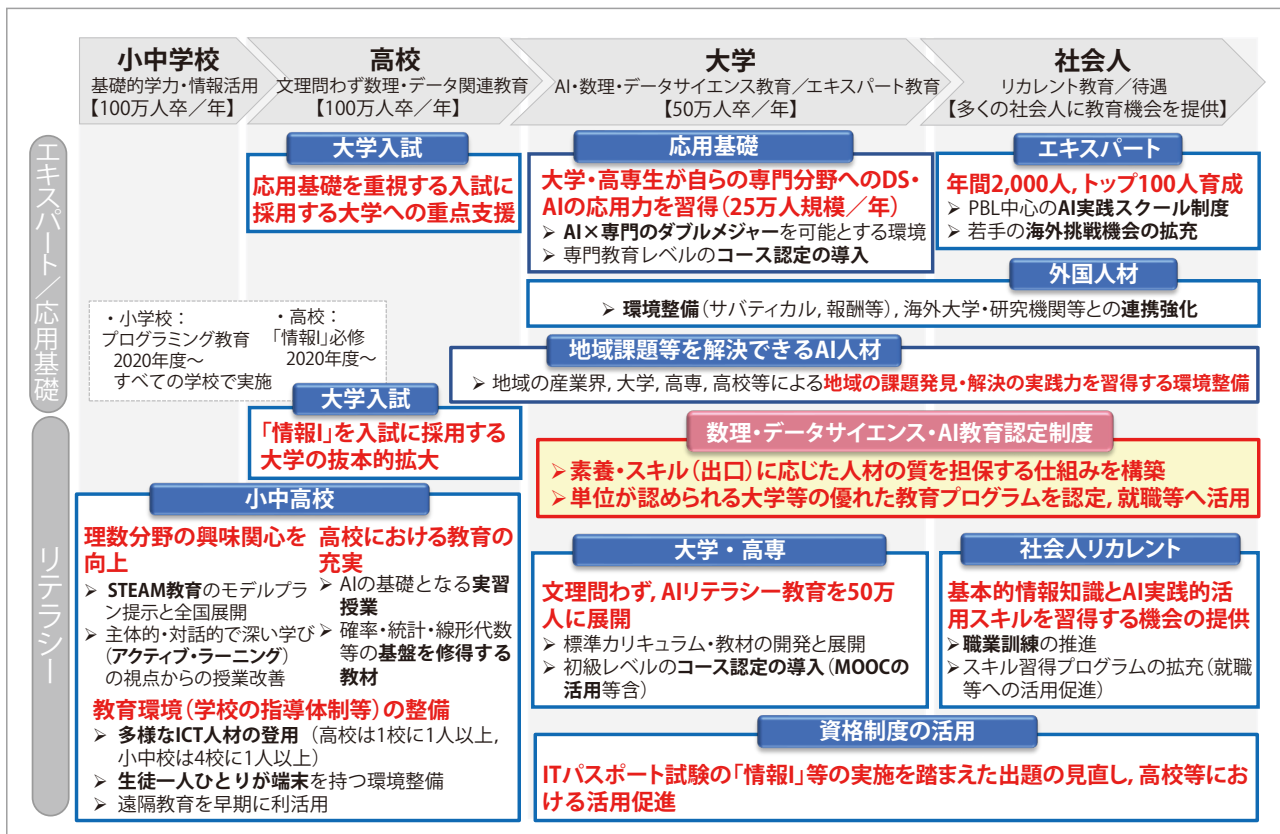 小中学校
基礎的学力・情報活用
【100万人卒／年】
高校
文理問わず数理・データ関連教育
【100万人卒／年】
大学
AI・数理・データサイエンス教育／エキスパート教育
【50万人卒／年】
社会人
リカレント教育／待遇
【多くの社会人に教育機会を提供】
エキスパート／応用基礎
大学入試
応用基礎を重視する入試に
採用する大学への重点支援
応用基礎
大学・高専生が自らの専門分野へのDS・
AIの応用力を習得（25万人規模／年）
➢ AI×専門のダブルメジャーを可能とする環境
➢ 専門教育レベルのコース認定の導入
エキスパート
年間2,000人, トップ100人育成
➢ PBL中心のAI実践スクール制度
➢ 若手の海外挑戦機会の拡充
外国人材
➢ 環境整備（サバティカル, 報酬等）, 海外大学・研究機関等との連携強化
・小学校：
プログラミング教育
2020年度～
すべての学校で実施
・高校：
「情報I」必修
2020年度～
地域課題等を解決できるAI人材
➢ 地域の産業界, 大学, 高専, 高校等による地域の課題発見・解決の実践力を習得する環境整備
リテラシー
大学入試
「情報I」を入試に採用する
大学の抜本的拡大
数理・データサイエンス・AI教育認定制度
➢ 素養・スキル（出口）に応じた人材の質を担保する仕組みを構築
➢ 単位が認められる大学等の優れた教育プログラムを認定, 就職等へ活用
小中高校
理数分野の興味関心を
向上
➢ STEAM教育のモデルプラ
ン提示と全国展開
➢ 主体的・対話的で深い学び
（アクティブ・ラーニング）
の視点からの授業改善
高校における教育の
充実
➢ AIの基礎となる実習
授業
➢ 確率・統計・線形代数
等の基盤を修得する
教材
教育環境（学校の指導体制等）の整備
➢ 多様なICT人材の登用（高校は1校に1人以上,
小中校は4校に1人以上）
➢ 生徒一人ひとりが端末を持つ環境整備
➢ 遠隔教育を早期に利活用
大学・高専
文理問わず, AIリテラシー教育を50万
人に展開
➢ 標準カリキュラム・教材の開発と展開
➢ 初級レベルのコース認定の導入（MOOCの
活用等含）
社会人リカレント
基本的情報知識とAI実践的活
用スキルを習得する機会の提供
➢ 職業訓練の推進
➢ スキル習得プログラムの拡充（就職
等への活用促進）
資格制度の活用
ITパスポート試験の「情報I」等の実施を踏まえた出題の見直し, 高校等にお
ける活用促進